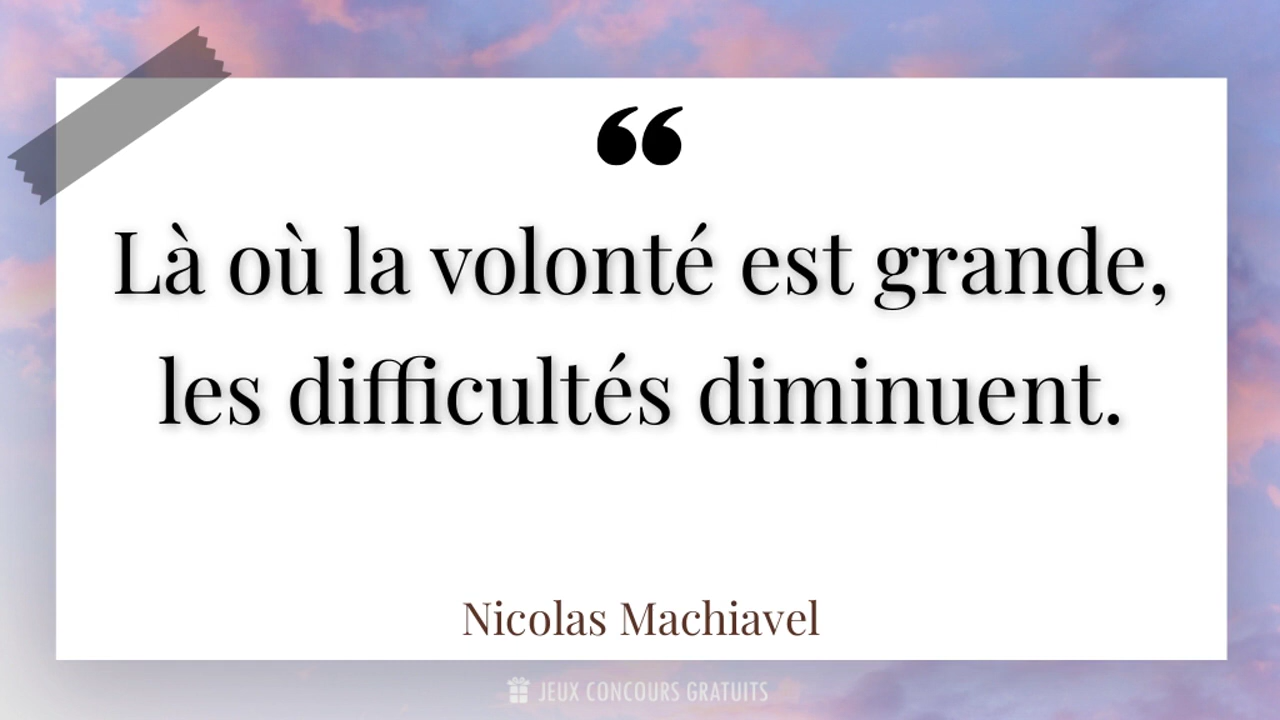 “
Là où la volonté est grande,
les difficultés diminuent.
Nicolas Machiavel
JEUX CONCOURS GRATUITS